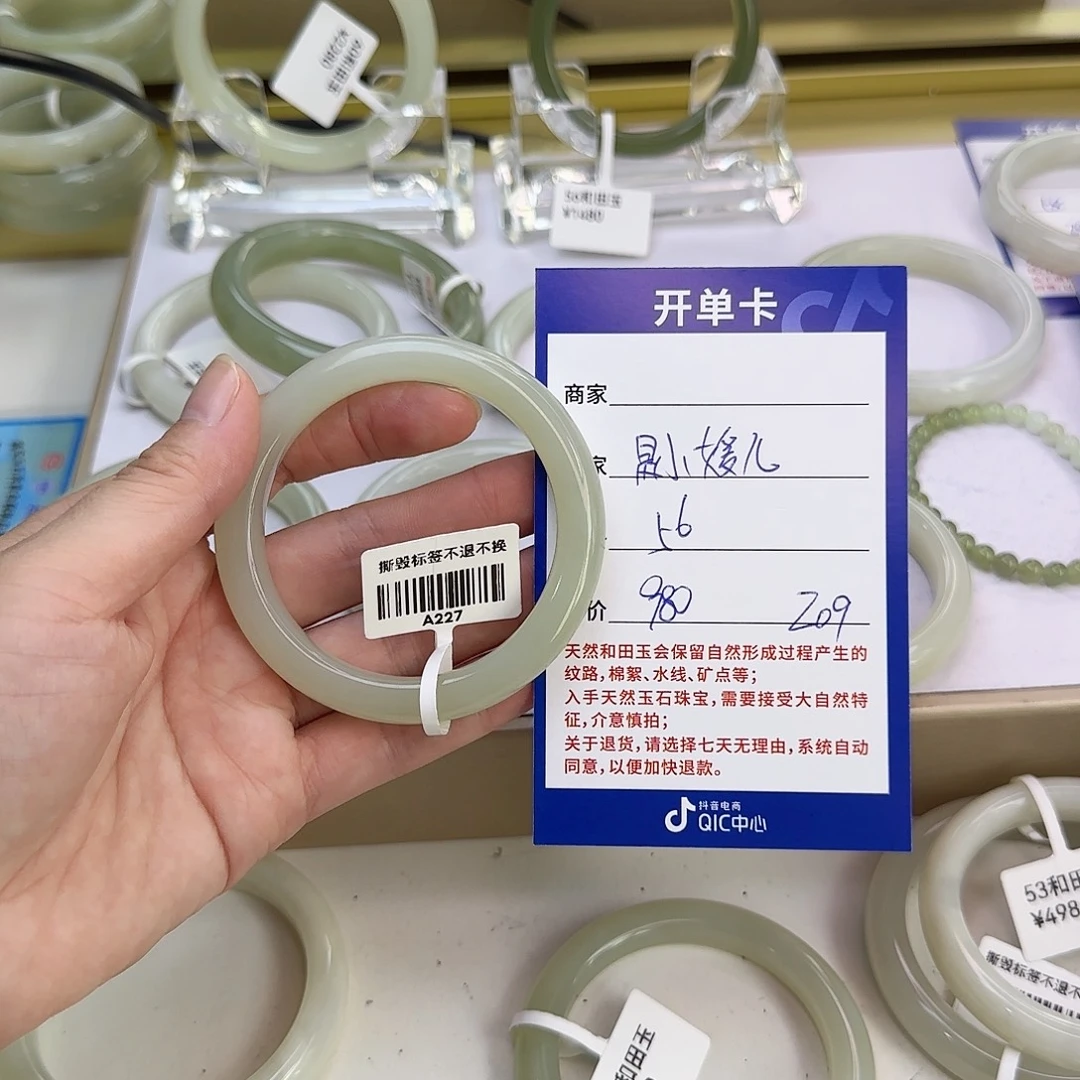 56和田玉
¥1480
开单卡
商家
家 是小媛儿
56
价 980 209
天然和田玉会保留自然形成过程产生的
纹路,棉絮、水线、矿点等;
入手天然玉石珠宝,需要接受大自然特
征,介意慎拍;
关于退货,请选择七天无理由,系统自动
同意,以便加快退款。
抖音电商
QIC中心
撕毁标签不退不换
A227
53和田
¥498
撕毁标签不退不